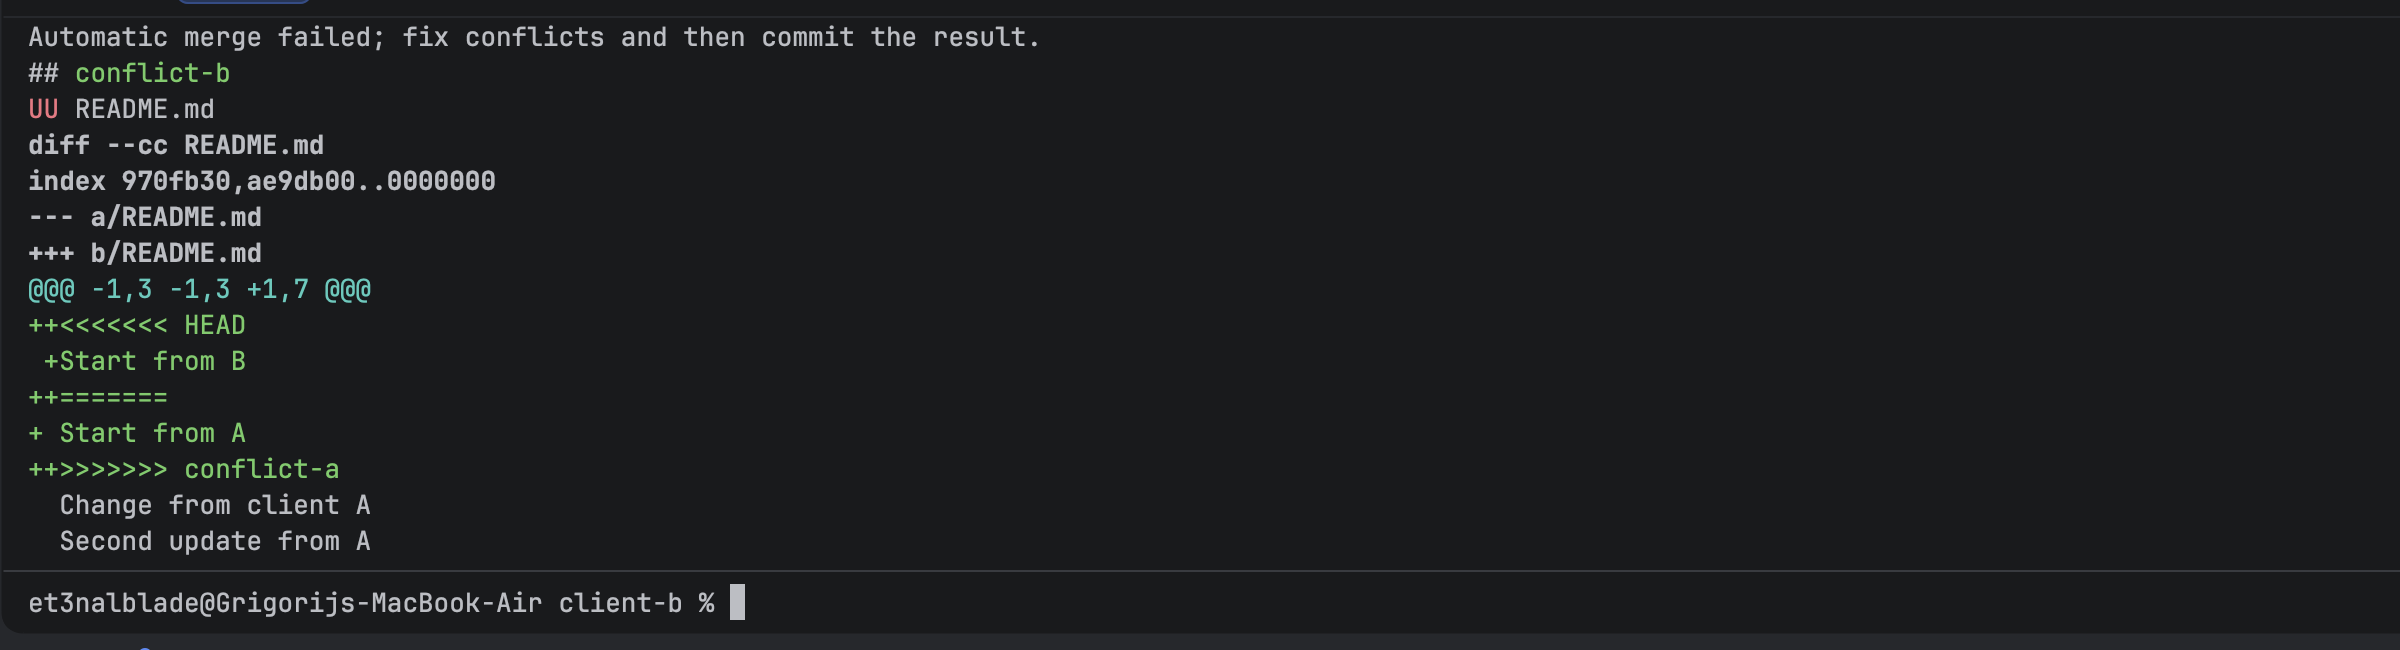 Automatic merge failed; fix conflicts and then commit the result.
## conflict-b
UU README.md
diff --cc README.md
index 970fb30,ae9db00..0000000
--- a/README.md
+++ b/README.md
@@@ -1,3 -1,3 +1,7 @@@
++<<<<<<< HEAD
 +Start from B
++=======
+ Start from A
++>>>>>>> conflict-a
  Change from client A
  Second update from A
et3nalblade@Grigorijs-MacBook-Air client-b %